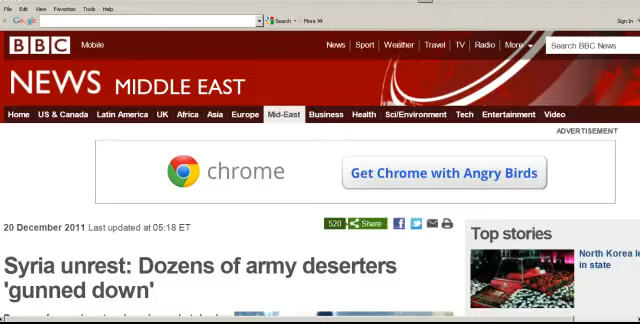 File Edit View Favorites Tools Help
x Google Search More >> Sign In
BBC Mobile News Sport Weather Travel TV Radio More Search BBC News
NEWS MIDDLE EAST
Home US & Canada Latin America UK Africa Asia Europe Mid-East Business Health Sci/Environment Tech Entertainment Video
ADVERTISEMENT
chrome Get Chrome with Angry Birds
20 December 2011 Last updated at 05:18 ET
520 Share f
Top stories
Syria unrest: Dozens of army deserters
'gunned down'
North Korea le
in state